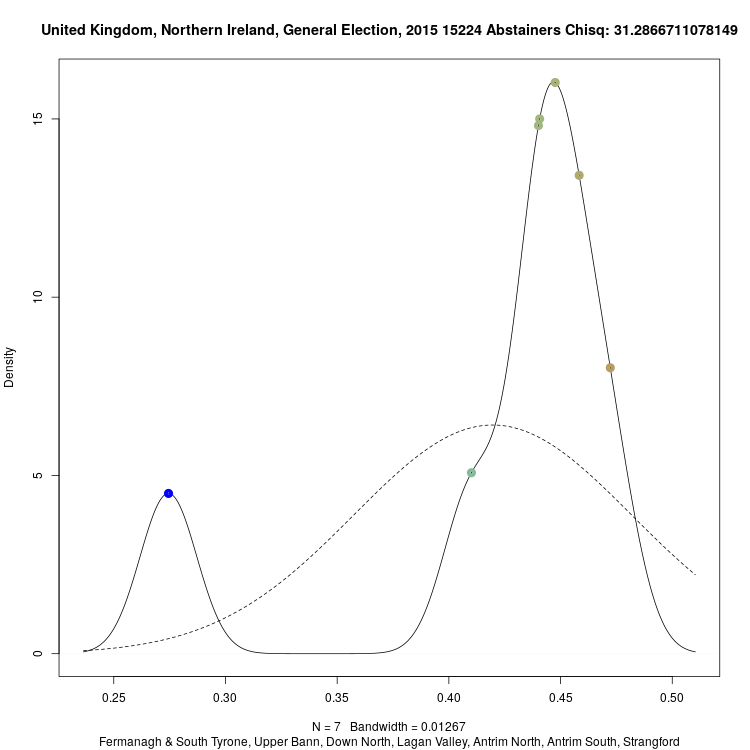 United Kingdom, Northern Ireland, General Election, 2015 15224 Abstainers Chisq: 31.2866711078149
15
10
5
0
Density
0.25 0.30 0.35 0.40 0.45 0.50
N = 7 Bandwidth = 0.01267
Fermanagh & South Tyrone, Upper Bann, Down North, Lagan Valley, Antrim North, Antrim South, Strangford